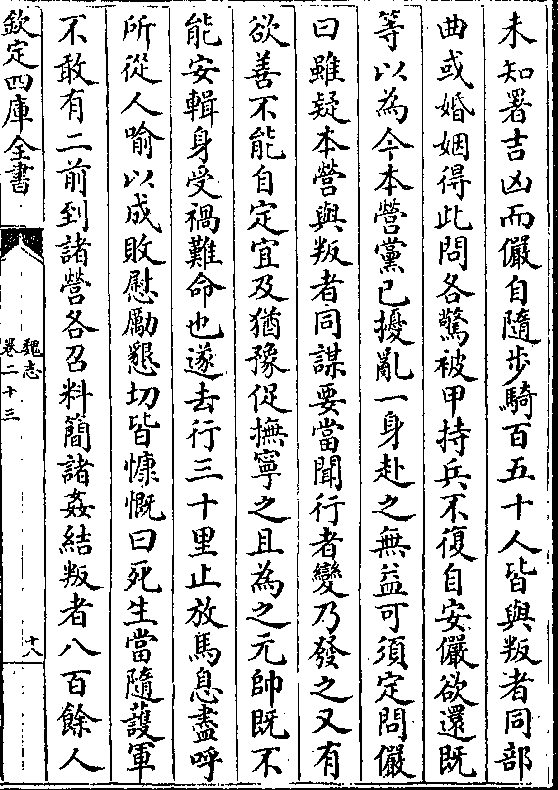 未知署吉凶而儼自隨步騎百五十人皆與叛者同部
曲或婚姻得此問各驚被甲持兵不復自安儼欲還既
等以為今本營黨已擾亂一身赴之無益可須定問儼
曰雖疑本營與叛者同謀要當聞行者變乃發之又有
欲善不能自定宜及猶豫促撫寧之且為之元帥既不
能安輯身受禍難命也遂去行三十里止放馬息盡呼
所從人喻以成敗慰勵懇切皆慷慨曰死生當隨護軍
不敢有二前到諸營各召料簡諸姦結叛者八百餘人
欽定四庫全書
魏志
卷二十三
十八